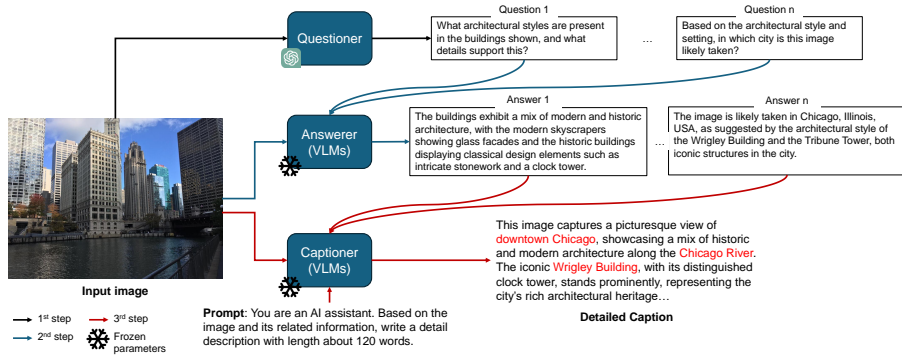 Question 1
Question n
Questioner
What architectural styles are present
in the buildings shown, and what
details support this?
...
Based on the architectural style and
setting, in which city is this image
likely taken?
Answer 1
Answer n
Answerer
(VLMs)
The buildings exhibit a mix of modern and historic
architecture, with the modern skyscrapers
showing glass facades and the historic buildings
displaying classical design elements such as
intricate stonework and a clock tower.
...
The image is likely taken in Chicago, Illinois,
USA, as suggested by the architectural style of
the Wrigley Building and the Tribune Tower, both
iconic structures in the city.
Captioner
(VLMs)
This image captures a picturesque view of
downtown Chicago, showcasing a mix of historic
and modern architecture along the Chicago River.
The iconic Wrigley Building, with its distinguished
clock tower, stands prominently, representing the
city's rich architectural heritage…
Input image
Prompt: You are an AI assistant. Based on the
image and its related information, write a detail
description with length about 120 words.
Detailed Caption
1st step
3rd step
2nd step
Frozen
parameters